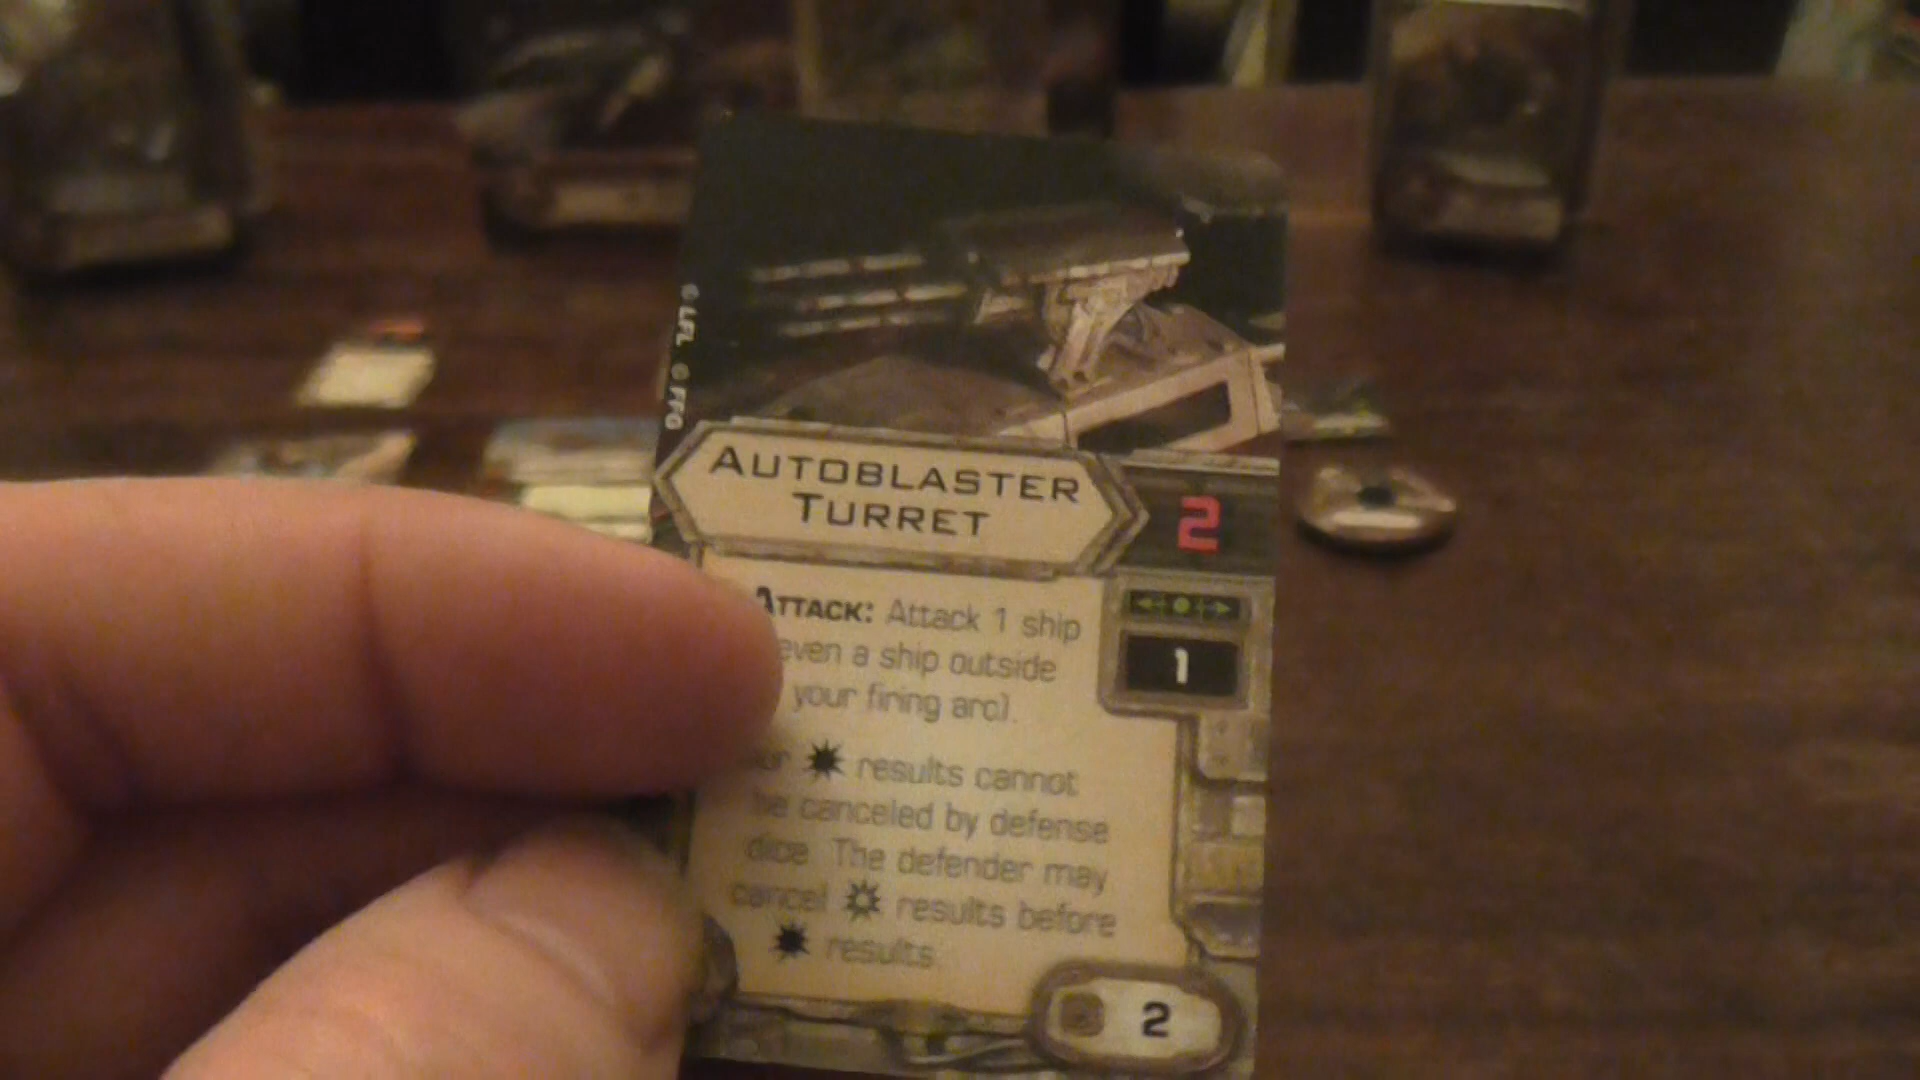 © LFL © FFG
AUTOBLASTER
TURRET
2
ATTACK: Attack 1 ship
even a ship outside
your firing arc).
1
results cannot
be canceled by defense
dice. The defender may
cancel results before
results.
2